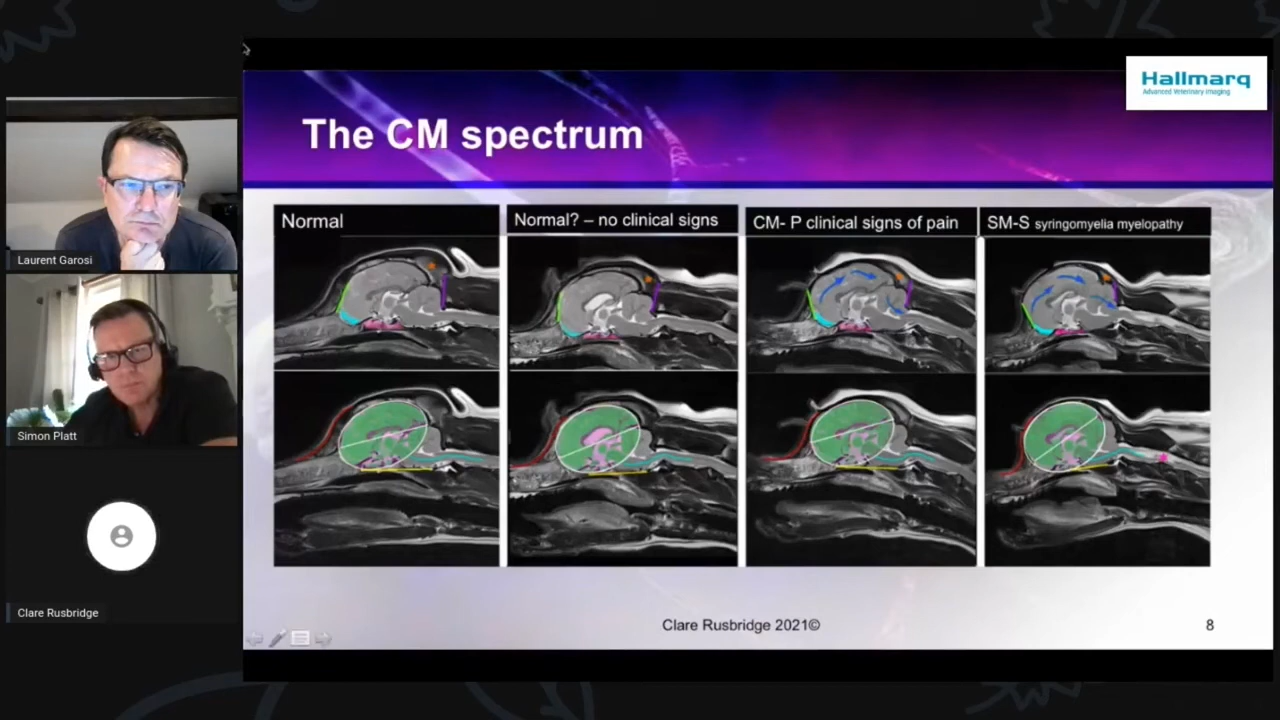 Hallmarq
Advanced Veterinary Imaging
The CM spectrum
Normal
Normal? – no clinical signs
CM- P clinical signs of pain
SM-S syringomyelia myelopathy
Laurent Garosi
Simon Platt
Clare Rusbridge
Clare Rusbridge 2021©
8